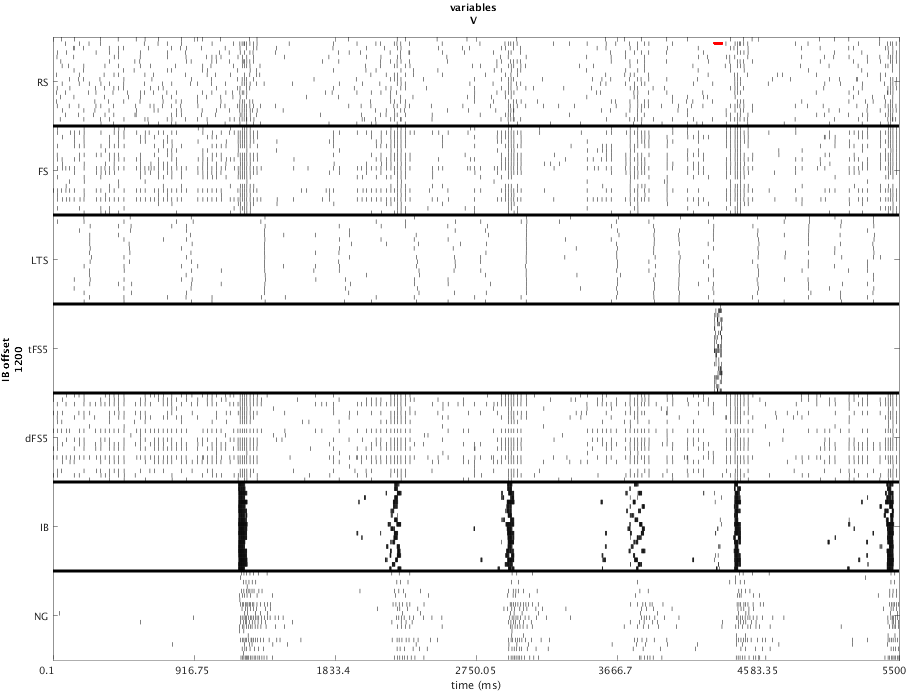 variables
V
RS
FS
LTS
IB offset
1200
tFS5
dFS5
IB
NG
0.1
916.75
1833.4
2750.05
3666.7
4583.35
5500
time (ms)